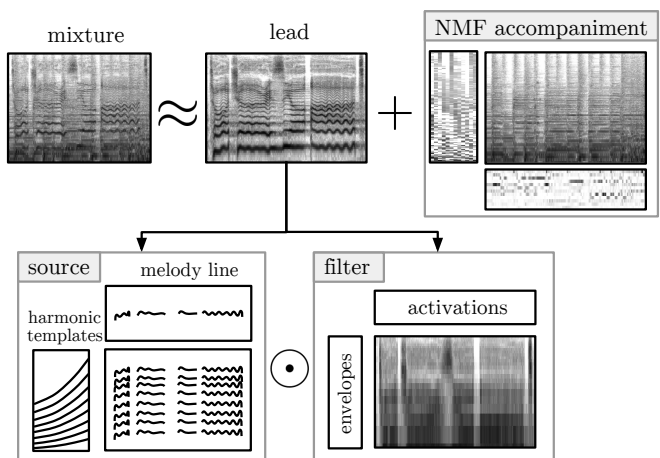 mixture
lead
NMF accompaniment
≈
+
source
melody line
harmonic
templates
filter
activations
envelopes